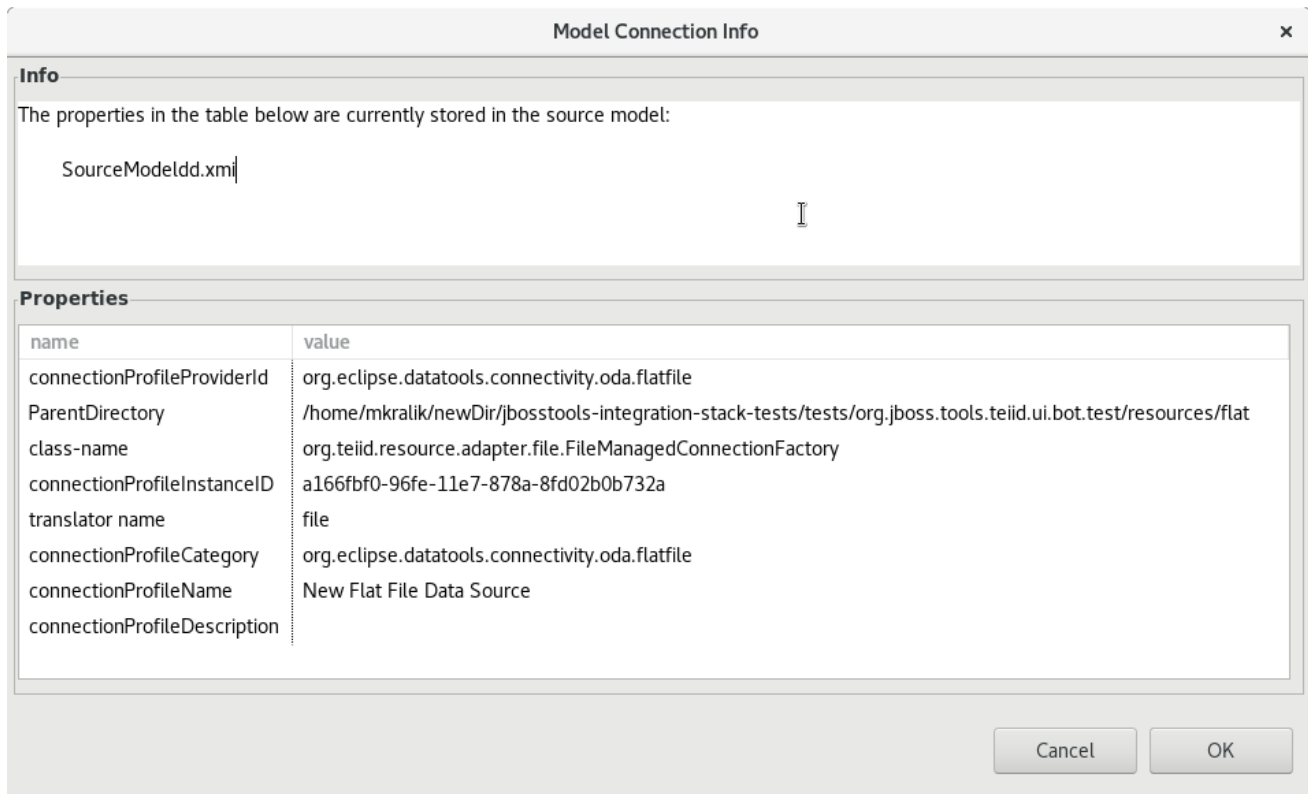 Model Connection Info
Info
The properties in the table below are currently stored in the source model:
SourceModeldd.xmi
Properties
name value
connectionProfileProviderId org.eclipse.datatools.connectivity.oda.flatfile
ParentDirectory /home/mkralik/newDir/jbosstools-integration-stack-tests/tests/org.jboss.tools.teiid.ui.bot.test/resources/flat
class-name org.teiid.resource.adapter.file.FileManagedConnectionFactory
connectionProfileInstanceID a166fbf0-96fe-11e7-878a-8fd02b0b732a
translator name file
connectionProfileCategory org.eclipse.datatools.connectivity.oda.flatfile
connectionProfileName New Flat File Data Source
connectionProfileDescription
Cancel OK